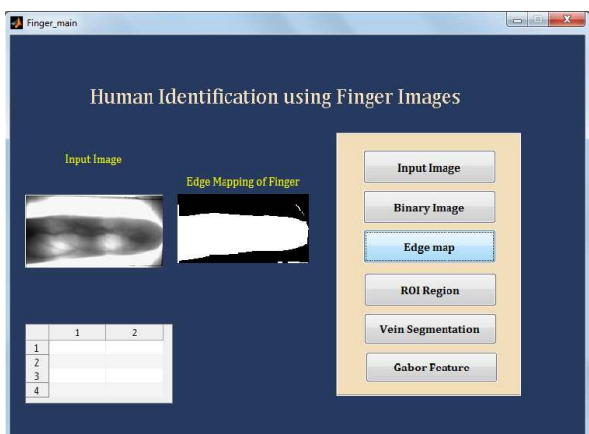 Finger_main
Human Identification using Finger Images
Input Image
Edge Mapping of Finger
Input Image
Binary Image
Edge map
ROI Region
Vein Segmentation
Gabor Feature
1 2
1
2
3
4